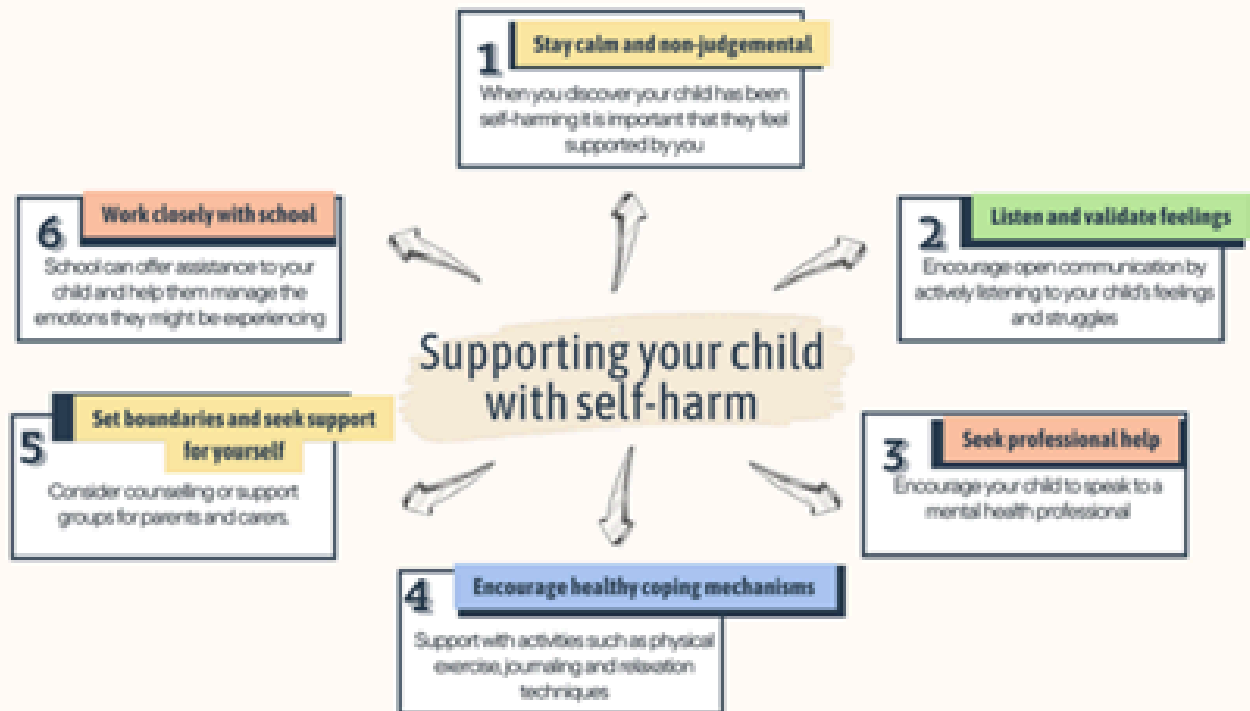 Supporting your child
with self-harm
1
Stay calm and non-judgemental
When you discover your child has been
self-harming it is important that they feel
supported by you
2
Listen and validate feelings
Encourage open communication by
actively listening to your child's feelings
and struggles
3
Seek professional help
Encourage your child to speak to a
mental health professional
4
Encourage healthy coping mechanisms
Support with activities such as physical
exercise, journaling and relaxation
techniques
5
Set boundaries and seek support
for yourself
Consider counselling or support
groups for parents and carers.
6
Work closely with school
School can offer assistance to your
child and help them manage the
emotions they might be experiencing